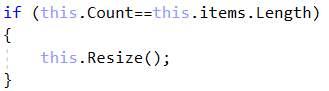 if (this.Count==this.items.Length)
{
    this.Resize();
}